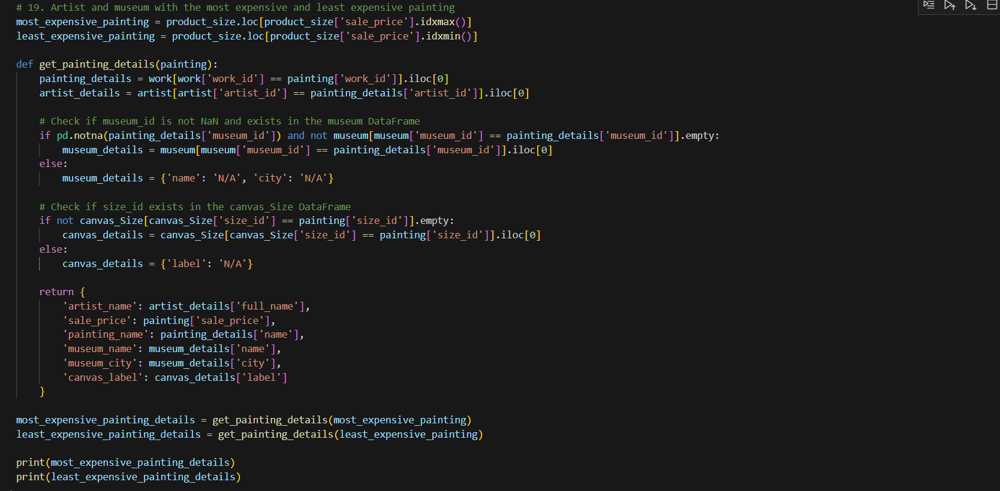 # 19. Artist and museum with the most expensive and least expensive painting
most_expensive_painting = product_size.loc[product_size['sale_price'].idxmax()]
least_expensive_painting = product_size.loc[product_size['sale_price'].idxmin()]

def get_painting_details(painting):
    painting_details = work[work['work_id'] == painting['work_id']].iloc[0]
    artist_details = artist[artist['artist_id'] == painting_details['artist_id']].iloc[0]

    # Check if museum_id is not NaN and exists in the museum DataFrame
    if pd.notna(painting_details['museum_id']) and not museum[museum['museum_id'] == painting_details['museum_id']].empty:
        museum_details = museum[museum['museum_id'] == painting_details['museum_id']].iloc[0]
    else:
        museum_details = {'name': 'N/A', 'city': 'N/A'}

    # Check if size_id exists in the canvas_Size DataFrame
    if not canvas_Size[canvas_Size['size_id'] == painting['size_id']].empty:
        canvas_details = canvas_Size[canvas_Size['size_id'] == painting['size_id']].iloc[0]
    else:
        canvas_details = {'label': 'N/A'}

    return {
        'artist_name': artist_details['full_name'],
        'sale_price': painting['sale_price'],
        'painting_name': painting_details['name'],
        'museum_name': museum_details['name'],
        'museum_city': museum_details['city'],
        'canvas_label': canvas_details['label']
    }

most_expensive_painting_details = get_painting_details(most_expensive_painting)
least_expensive_painting_details = get_painting_details(least_expensive_painting)

print(most_expensive_painting_details)
print(least_expensive_painting_details)